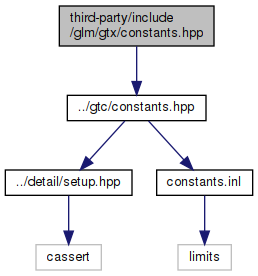 third-party/include
/glm/gtx/constants.hpp
../gtc/constants.hpp
../detail/setup.hpp
constants.inl
cassert
limits